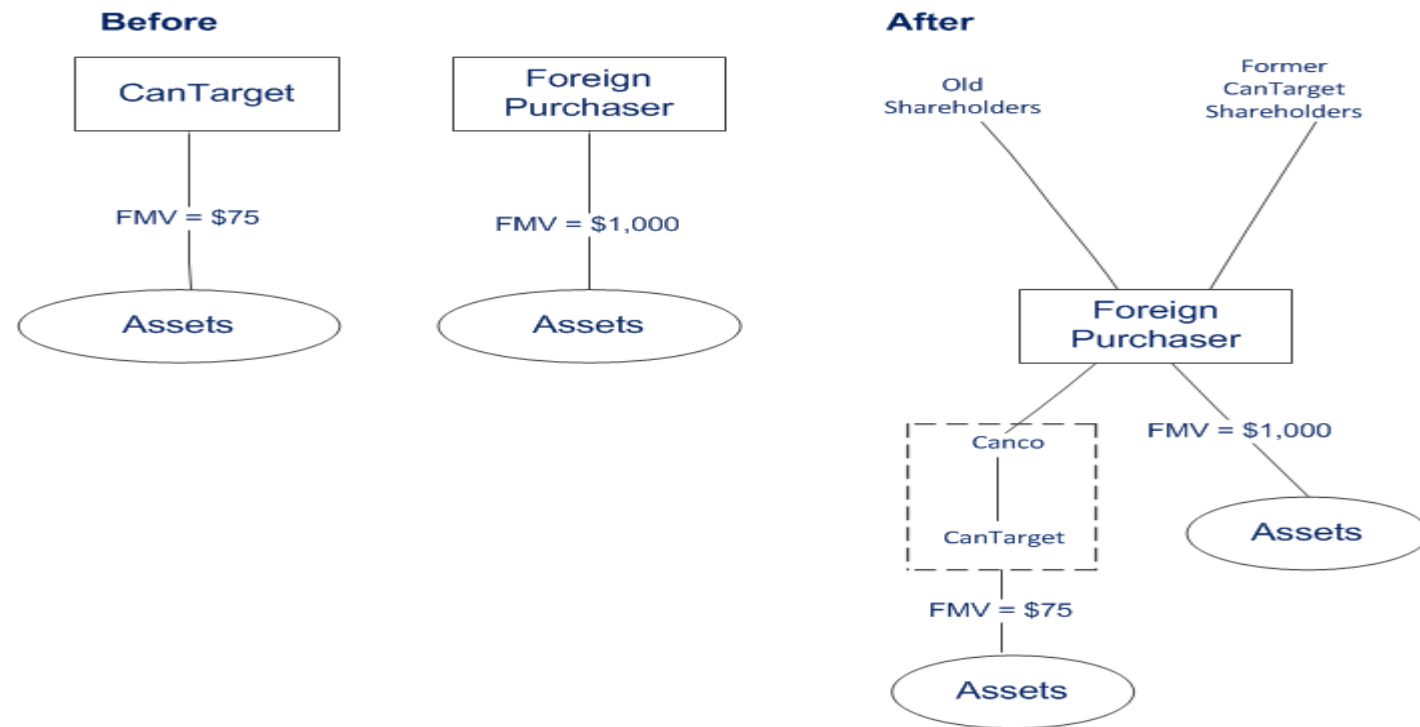 Before
CanTarget
Foreign
Purchaser
FMV = $75
FMV = $1,000
Assets
Assets
After
Old
Shareholders
Former
CanTarget
Shareholders
Foreign
Purchaser
Canco
CanTarget
FMV = $1,000
Assets
FMV = $75
Assets